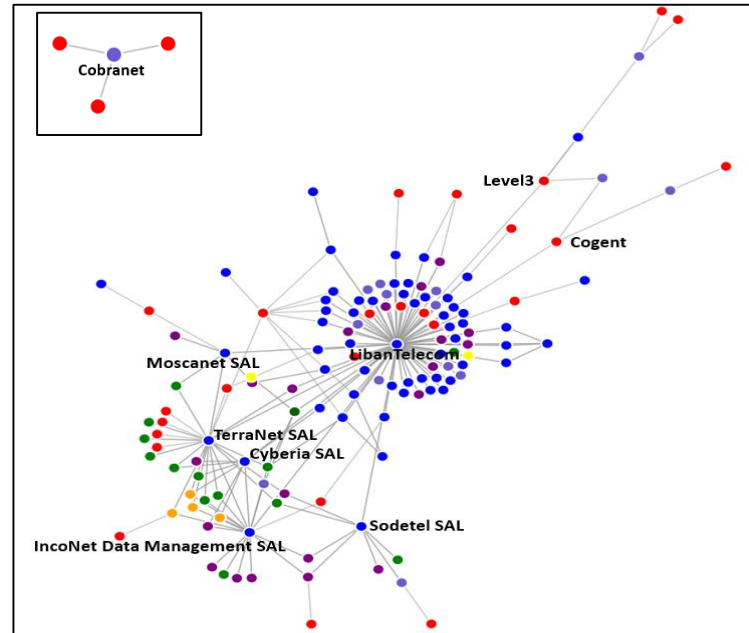 Cobranet
Level3
Cogent
LibanTelecom
Moscanet SAL
TerraNet SAL
Cyberia SAL
Sodetel SAL
IncoNet Data Management SAL